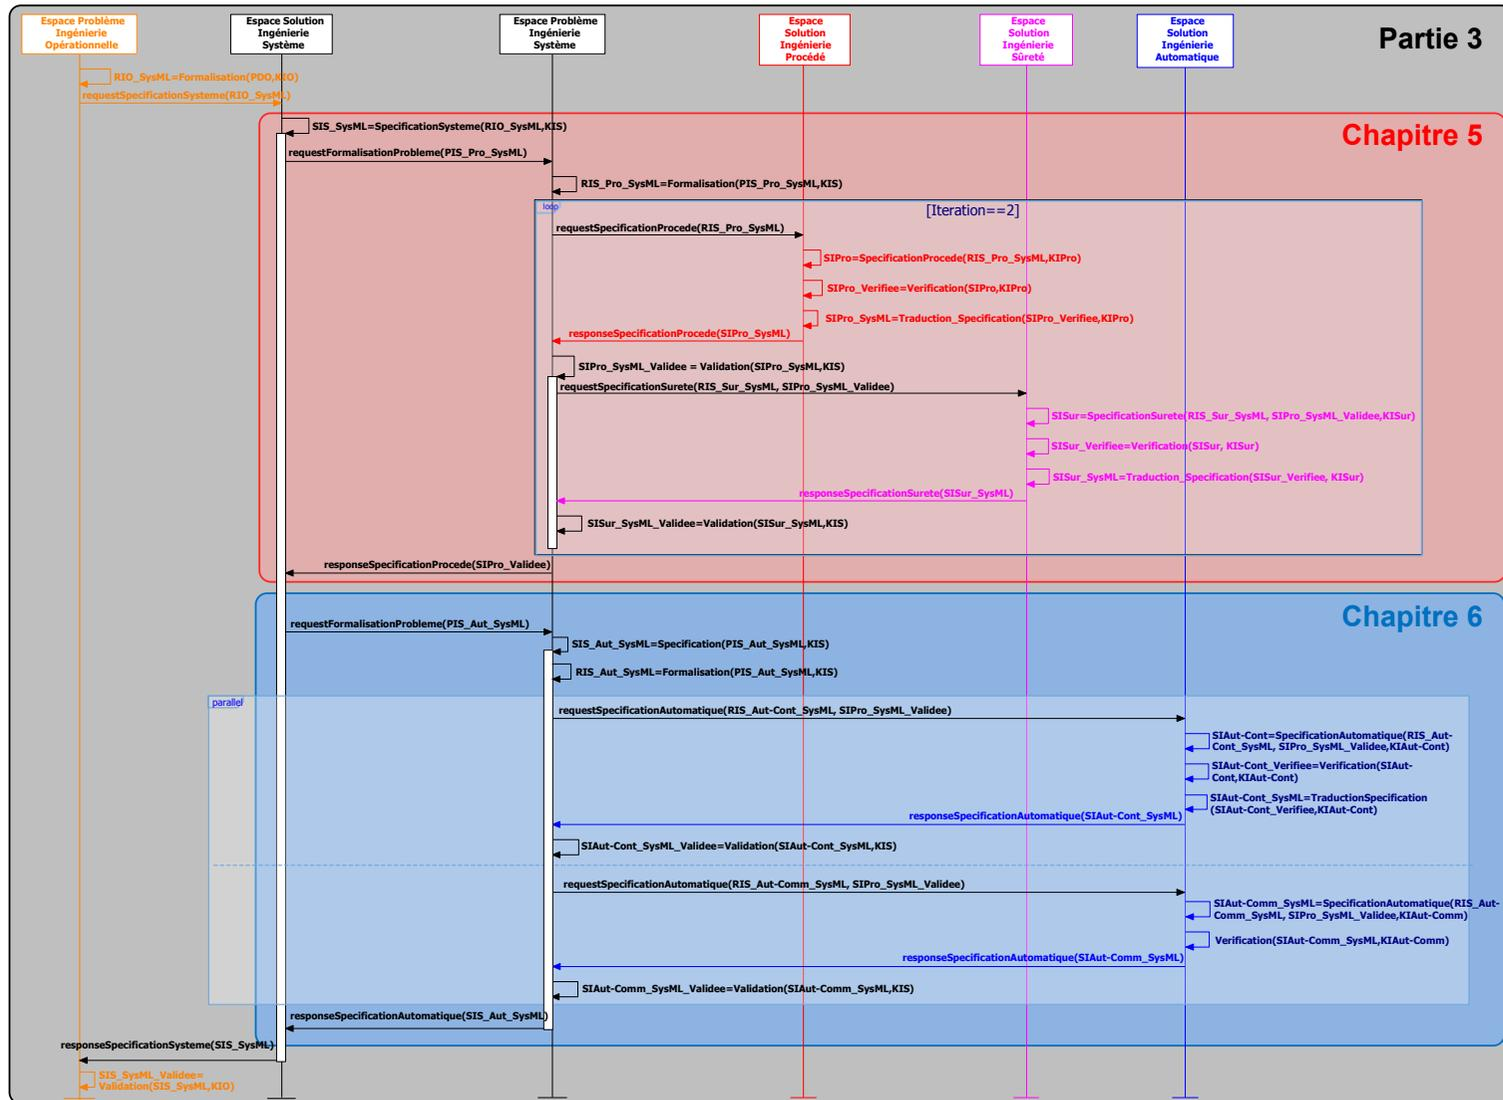 Espace Problème
Ingénierie
Opérationnelle
Espace Solution
Ingénierie
Système
Espace Problème
Ingénierie
Système
Espace
Solution
Ingénierie
Procédé
Espace
Solution
Ingénierie
Sûreté
Espace
Solution
Ingénierie
Automatique
Partie 3
RIO_SysML=Formalisation(PDO,KIO)
requestSpecificationSysteme(RIO_SysML)
Chapitre 5
SIS_SysML=SpecificationSysteme(RIO_SysML,KIS)
requestFormalisationProbleme(PIS_Pro_SysML)
RIS_Pro_SysML=Formalisation(PIS_Pro_SysML,KIS)
loop
[Iteration==2]
requestSpecificationProcede(RIS_Pro_SysML)
SIPro=SpecificationProcede(RIS_Pro_SysML,KIPro)
SIPro_Verifiee=Verification(SIPro,KIPro)
SIPro_SysML=Traduction_Specification(SIPro_Verifiee,KIPro)
responseSpecificationProcede(SIPro_SysML)
SIPro_SysML_Validee = Validation(SIPro_SysML,KIS)
requestSpecificationSurete(RIS_Sur_SysML, SIPro_SysML_Validee)
SISur=SpecificationSurete(RIS_Sur_SysML, SIPro_SysML_Validee,KISur)
SISur_Verifiee=Verification(SISur, KISur)
SISur_SysML=Traduction_Specification(SISur_Verifiee, KISur)
responseSpecificationSurete(SISur_SysML)
SISur_SysML_Validee=Validation(SISur_SysML,KIS)
responseSpecificationProcede(SIPro_Validee)
Chapitre 6
requestFormalisationProbleme(PIS_Aut_SysML)
SIS_Aut_SysML=Specification(PIS_Aut_SysML,KIS)
RIS_Aut_SysML=Formalisation(PIS_Aut_SysML,KIS)
parallel
requestSpecificationAutomatique(RIS_Aut-Cont_SysML, SIPro_SysML_Validee)
SIAut-Cont=SpecificationAutomatique(RIS_Aut-
Cont_SysML, SIPro_SysML_Validee,KIAut-Cont)
SIAut-Cont_Verifiee=Verification(SIAut-
Cont,KIAut-Cont)
SIAut-Cont_SysML=TraductionSpecification
(SIAut-Cont_Verifiee,KIAut-Cont)
responseSpecificationAutomatique(SIAut-Cont_SysML)
SIAut-Cont_SysML_Validee=Validation(SIAut-Cont_SysML,KIS)
requestSpecificationAutomatique(RIS_Aut-Comm_SysML, SIPro_SysML_Validee)
SIAut-Comm_SysML=SpecificationAutomatique(RIS_Aut-
Comm_SysML, SIPro_SysML_Validee,KIAut-Comm)
Verification(SIAut-Comm_SysML,KIAut-Comm)
responseSpecificationAutomatique(SIAut-Comm_SysML)
SIAut-Comm_SysML_Validee=Validation(SIAut-Comm_SysML,KIS)
responseSpecificationAutomatique(SIS_Aut_SysML)
responseSpecificationSysteme(SIS_SysML)
SIS_SysML_Validee=
Validation(SIS_SysML,KIO)